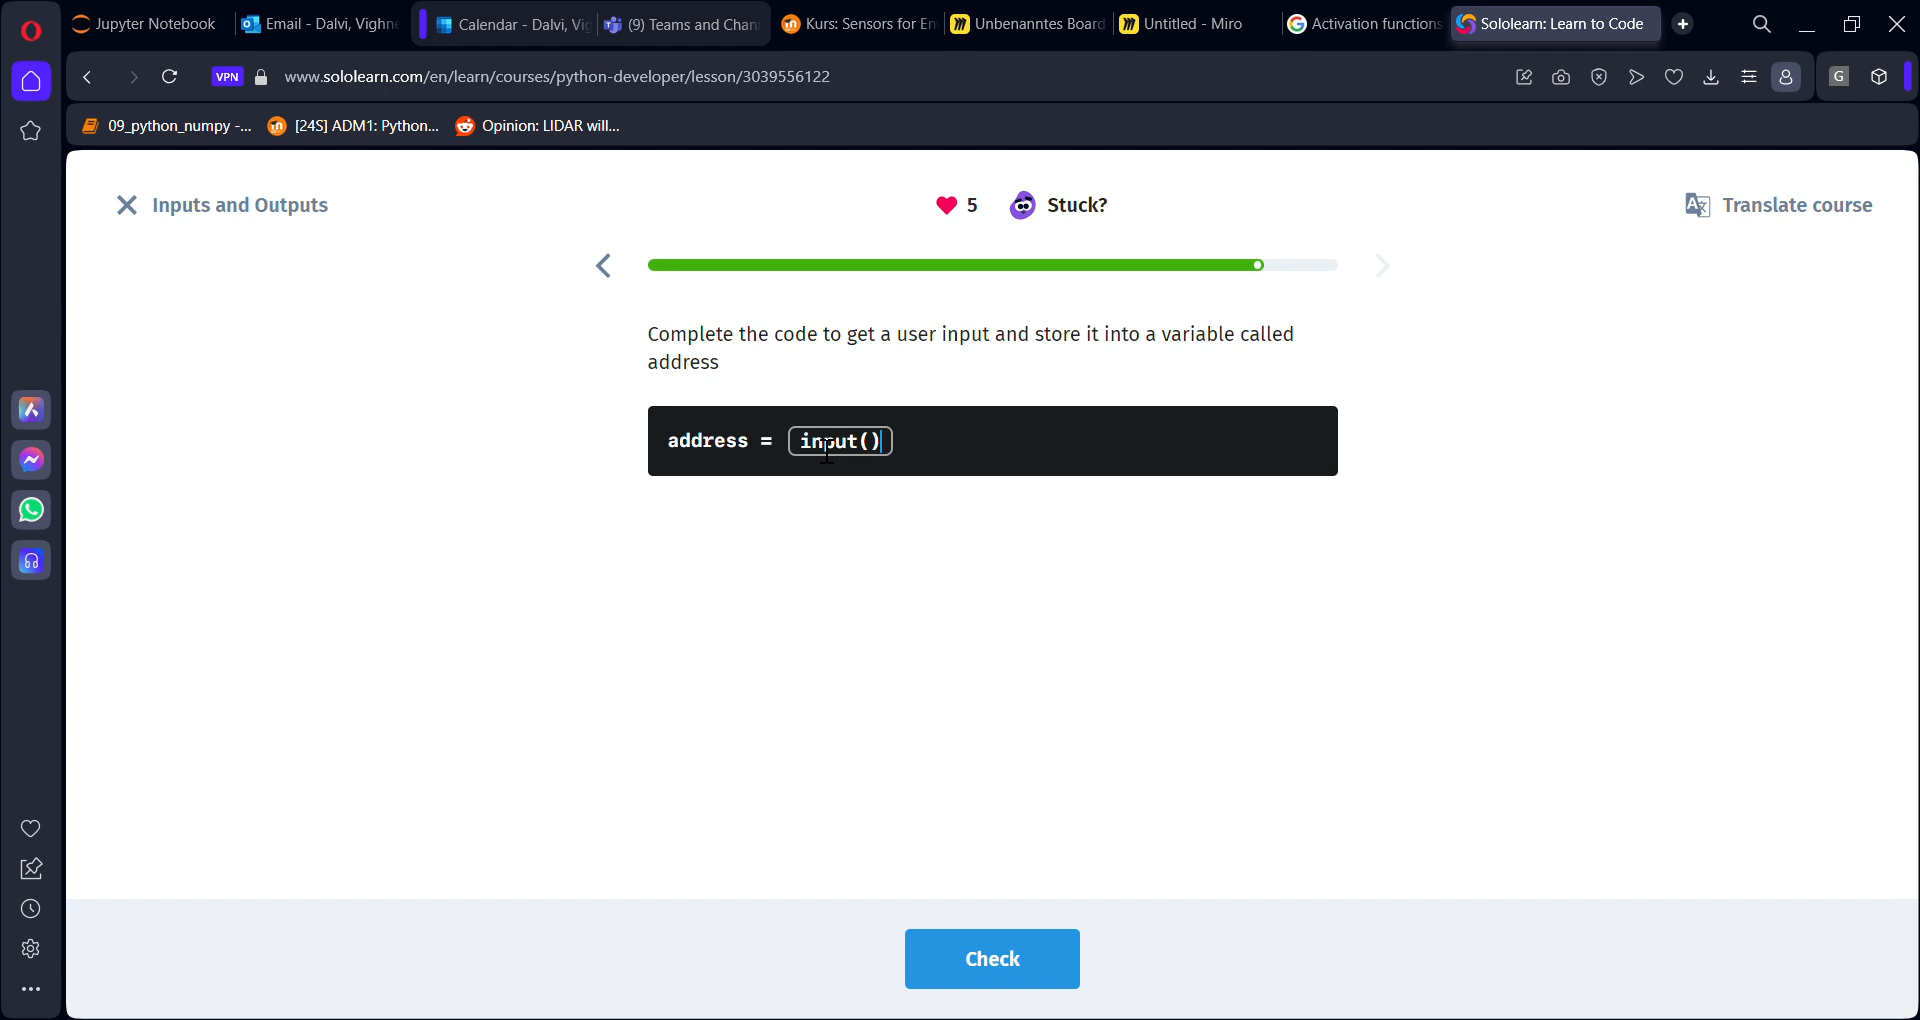 Jupyter Notebook
Email - Dalvi, Vighne
Calendar - Dalvi, Vig
(9) Teams and Chan
Kurs: Sensors for En
Unbenanntes Board
Untitled - Miro
Activation functions
Sololearn: Learn to Code
VPN
www.sololearn.com/en/learn/courses/python-developer/lesson/3039556122
G
09_python_numpy -...
[24S] ADM1: Python...
Opinion: LIDAR will...
Inputs and Outputs
5
Stuck?
Translate course
Complete the code to get a user input and store it into a variable called
address
address = input()
Check